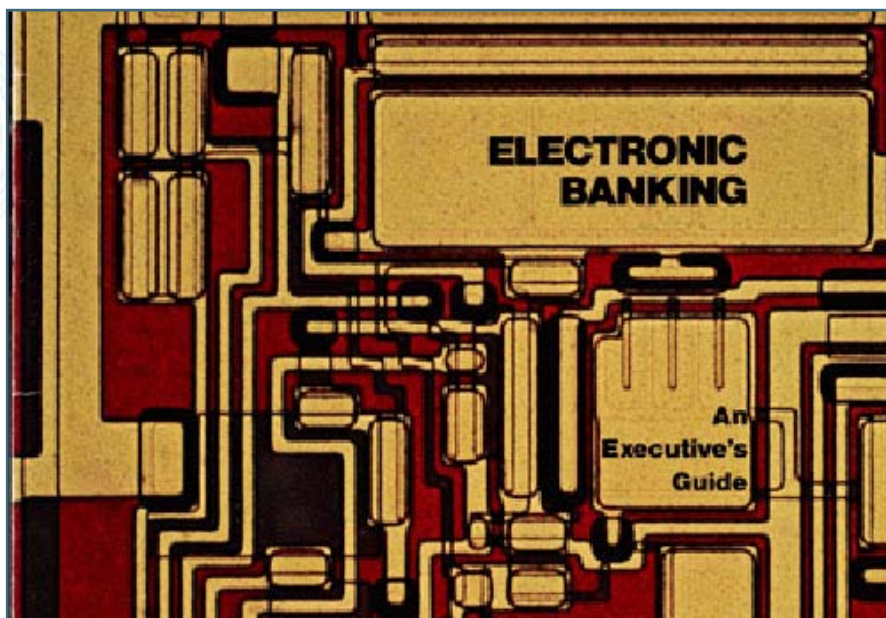 ELECTRONIC
BANKING
An
Executive's
Guide